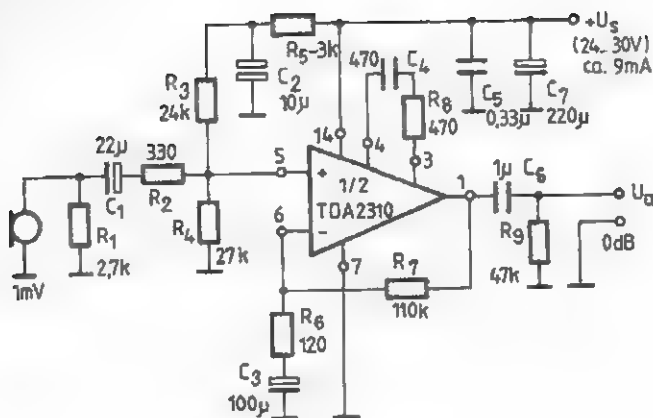 +Us
(24...30V)
ca. 9mA
R5-3k
C2
10µ
R3
24k
470
C4
R8
470
C5
0,33µ
C7
220µ
14
4
3
22µ
C1
330
R2
5
+
1/2
TDA2310
1
1µ
C6
Ua
R1
2,7k
1mV
R4
27k
6
−
7
R7
110k
R9
47k
0dB
R6
120
C3
100µ